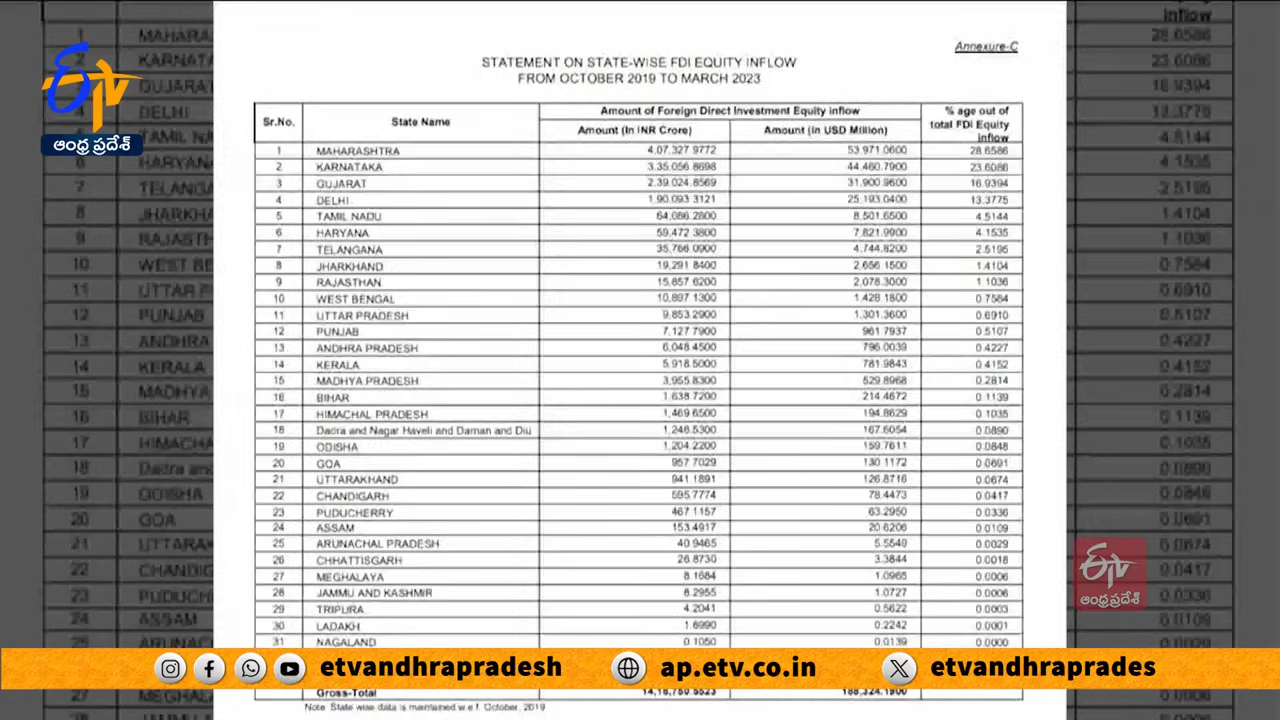 Annexure-C
STATEMENT ON STATE-WISE FDI EQUITY INFLOW
FROM OCTOBER 2019 TO MARCH 2023
Sr.No. State Name Amount of Foreign Direct Investment Equity inflow % age out of total FDI Equity inflow
Amount (In INR Crore) Amount (In USD Million)
1 MAHARASHTRA 4,07,327.9772 53,971.0600 28.6586
2 KARNATAKA 3,35,056.8698 44,460.7900 23.6086
3 GUJARAT 2,39,024.8569 31,900.9600 16.9394
4 DELHI 1,90,093.3121 25,193.0400 13.3775
5 TAMIL NADU 64,086.2800 8,501.6500 4.5144
6 HARYANA 59,472.3800 7,821.9900 4.1535
7 TELANGANA 35,766.0900 4,744.8200 2.5195
8 JHARKHAND 19,291.8400 2,656.1500 1.4104
9 RAJASTHAN 15,857.6200 2,078.3000 1.1036
10 WEST BENGAL 10,897.1300 1,428.1800 0.7584
11 UTTAR PRADESH 9,853.2900 1,301.3600 0.6910
12 PUNJAB 7,127.7900 961.7937 0.5107
13 ANDHRA PRADESH 6,048.4500 796.0039 0.4227
14 KERALA 5,918.5000 781.9843 0.4152
15 MADHYA PRADESH 3,955.8300 529.8968 0.2814
16 BIHAR 1,638.7200 214.4672 0.1139
17 HIMACHAL PRADESH 1,469.6500 194.8629 0.1035
18 Dadra and Nagar Haveli and Daman and Diu 1,246.5300 167.6054 0.0890
19 ODISHA 1,204.2200 159.7611 0.0848
20 GOA 957.7029 130.1172 0.0691
21 UTTARAKHAND 941.1891 126.8716 0.0674
22 CHANDIGARH 595.7774 78.4473 0.0417
23 PUDUCHERRY 467.1157 63.2950 0.0336
24 ASSAM 153.4917 20.6206 0.0109
25 ARUNACHAL PRADESH 40.9465 5.5540 0.0029
26 CHHATTISGARH 26.8730 3.3844 0.0018
27 MEGHALAYA 8.1684 1.0965 0.0006
28 JAMMU AND KASHMIR 8.2955 1.0727 0.0006
29 TRIPURA 4.2041 0.5622 0.0003
30 LADAKH 1.6990 0.2242 0.0001
31 NAGALAND 0.1050 0.0139 0.0000
Gross-Total
Note: State wise data is maintained w.e.f. October, 2019
ETV
ఆంధ్ర ప్రదేశ్
ETV
ఆంధ్రప్రదేశ్
etvandhrapradesh ap.etv.co.in etvandhraprades